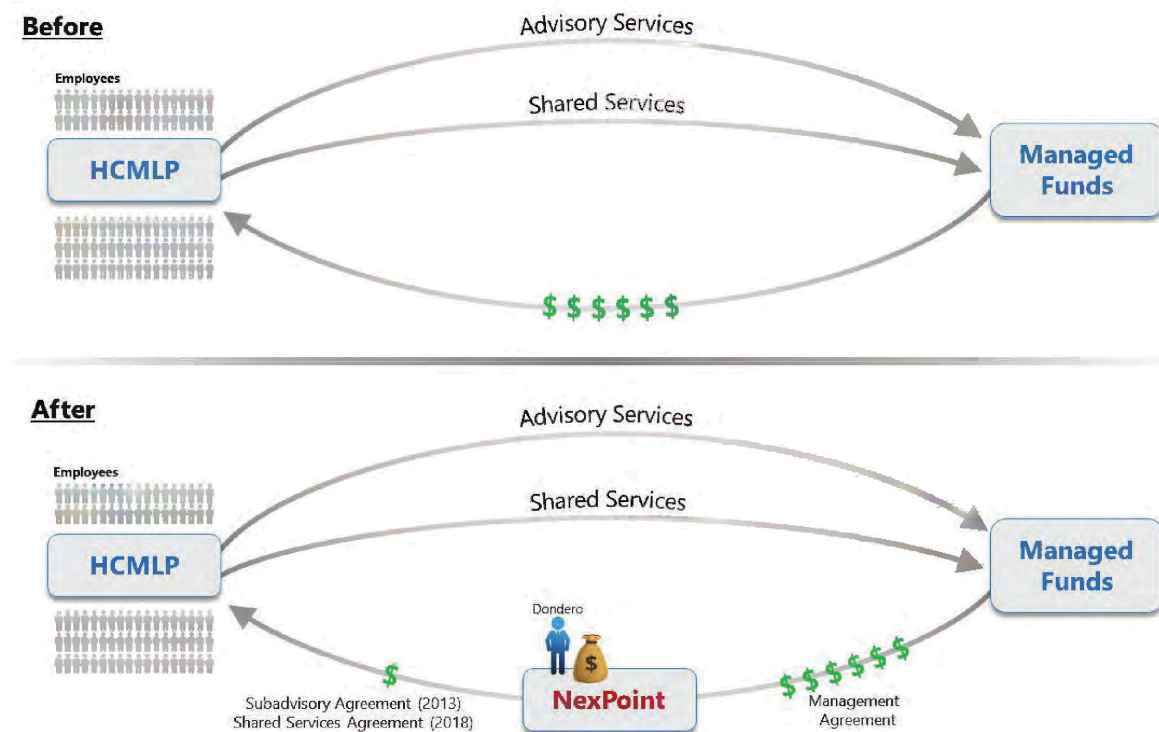 Before
Employees
HCMLP
Advisory Services
Shared Services
Managed
Funds
$ $ $ $ $ $
After
Employees
HCMLP
Advisory Services
Shared Services
Managed
Funds
Dondero
$
NexPoint
$
Subadvisory Agreement (2013)
Shared Services Agreement (2018)
$ $ $ $ $ $
Management
Agreement